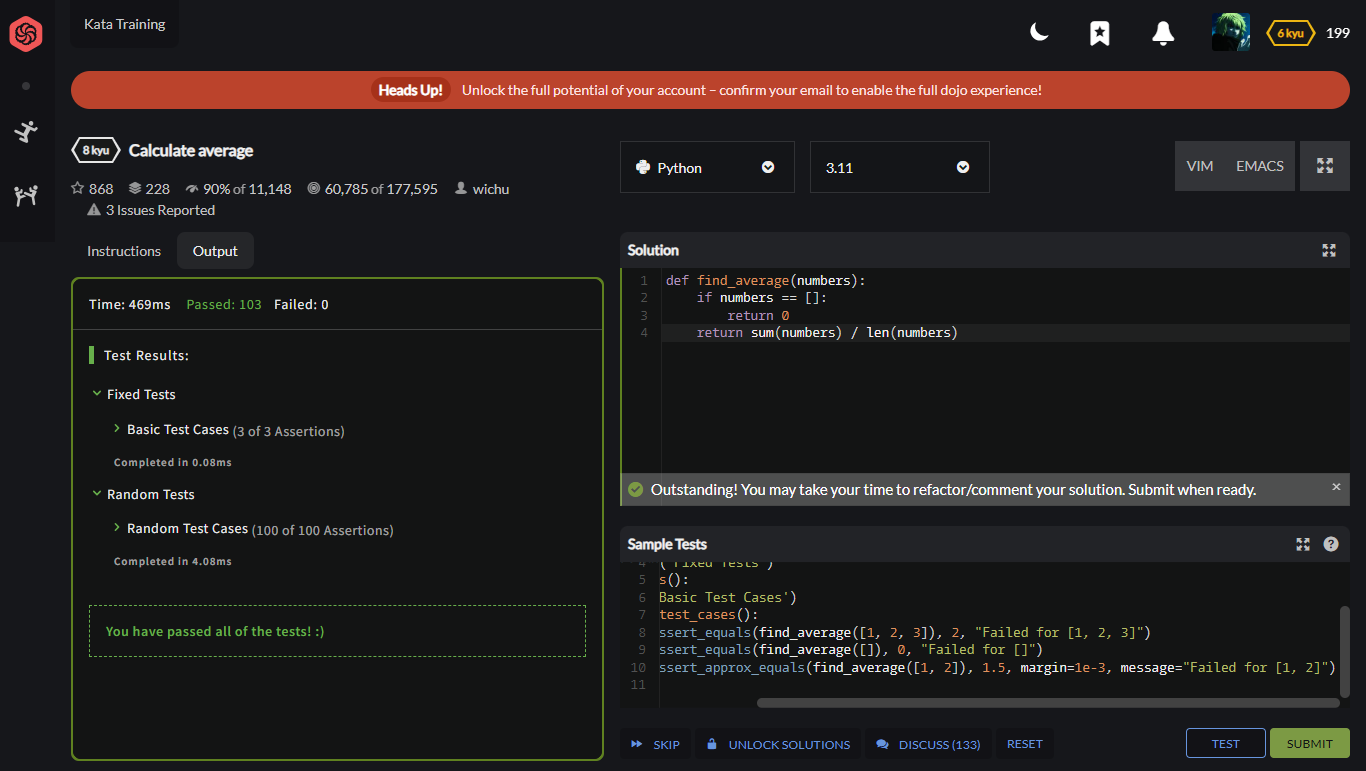 Kata Training
6 kyu 199
Heads Up! Unlock the full potential of your account – confirm your email to enable the full dojo experience!
8 kyu Calculate average
868 228 90% of 11,148 60,785 of 177,595 wichu
3 Issues Reported
Instructions Output
Time: 469ms Passed: 103 Failed: 0
Test Results:
Fixed Tests
Basic Test Cases (3 of 3 Assertions)
Completed in 0.08ms
Random Tests
Random Test Cases (100 of 100 Assertions)
Completed in 4.08ms
You have passed all of the tests! :)
Python 3.11 VIM EMACS
Solution
1 def find_average(numbers):
2 if numbers == []:
3 return 0
4 return sum(numbers) / len(numbers)
Outstanding! You may take your time to refactor/comment your solution. Submit when ready. ×
Sample Tests ?
4 ('Fixed Tests')
5 s():
6 Basic Test Cases')
7 test_cases():
8 ssert_equals(find_average([1, 2, 3]), 2, "Failed for [1, 2, 3]")
9 ssert_equals(find_average([]), 0, "Failed for []")
10 ssert_approx_equals(find_average([1, 2]), 1.5, margin=1e-3, message="Failed for [1, 2]")
11
SKIP UNLOCK SOLUTIONS DISCUSS (133) RESET TEST SUBMIT